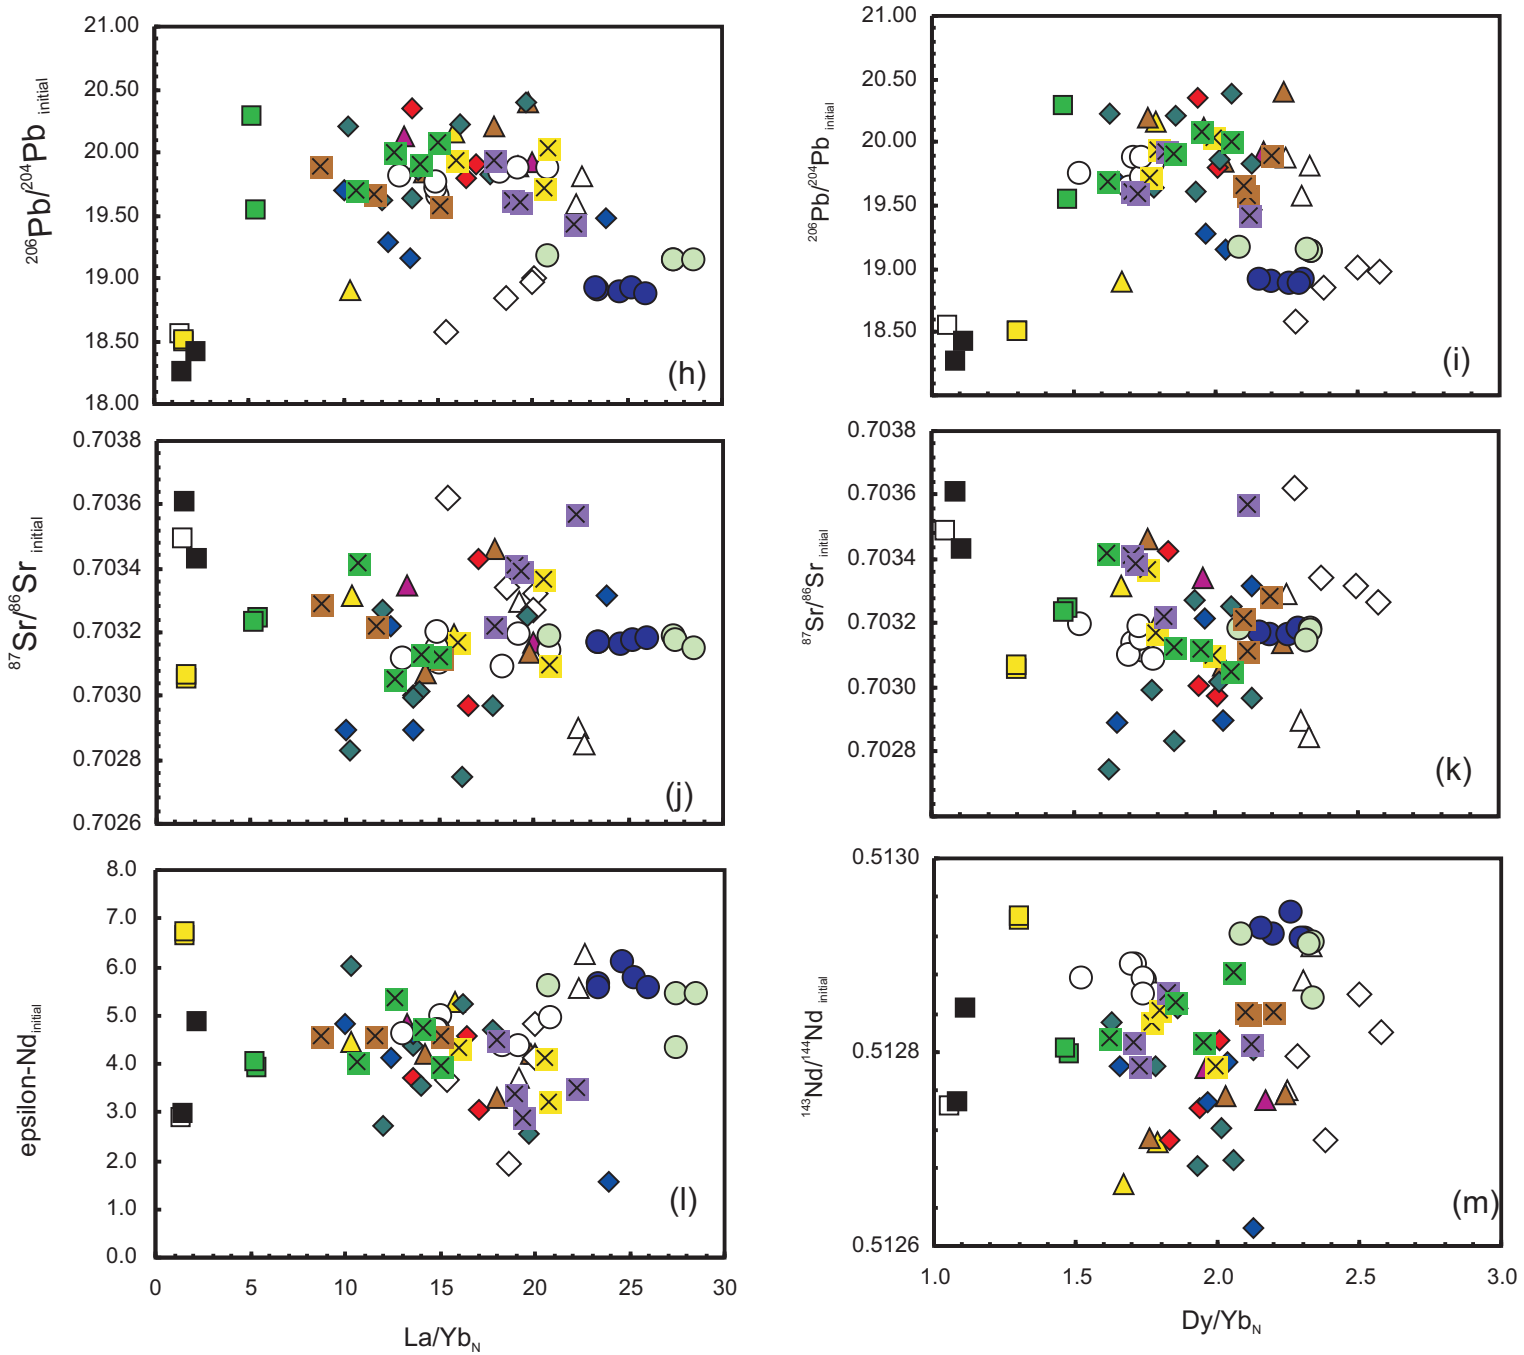 21.00
20.50
20.00
19.50
19.00
18.50
18.00
206Pb/204Pb initial
(h)
21.00
20.50
20.00
19.50
19.00
18.50
206Pb/204Pb initial
(i)
0.7038
0.7036
0.7034
0.7032
0.7030
0.7028
0.7026
87Sr/86Sr initial
(j)
0.7038
0.7036
0.7034
0.7032
0.7030
0.7028
87Sr/86Sr initial
(k)
8.0
7.0
6.0
5.0
4.0
3.0
2.0
1.0
0.0
epsilon-Nd initial
(l)
0 5 10 15 20 25 30
La/YbN
0.5130
0.5128
0.5126
143Nd/144Nd initial
(m)
1.0 1.5 2.0 2.5 3.0
Dy/YbN